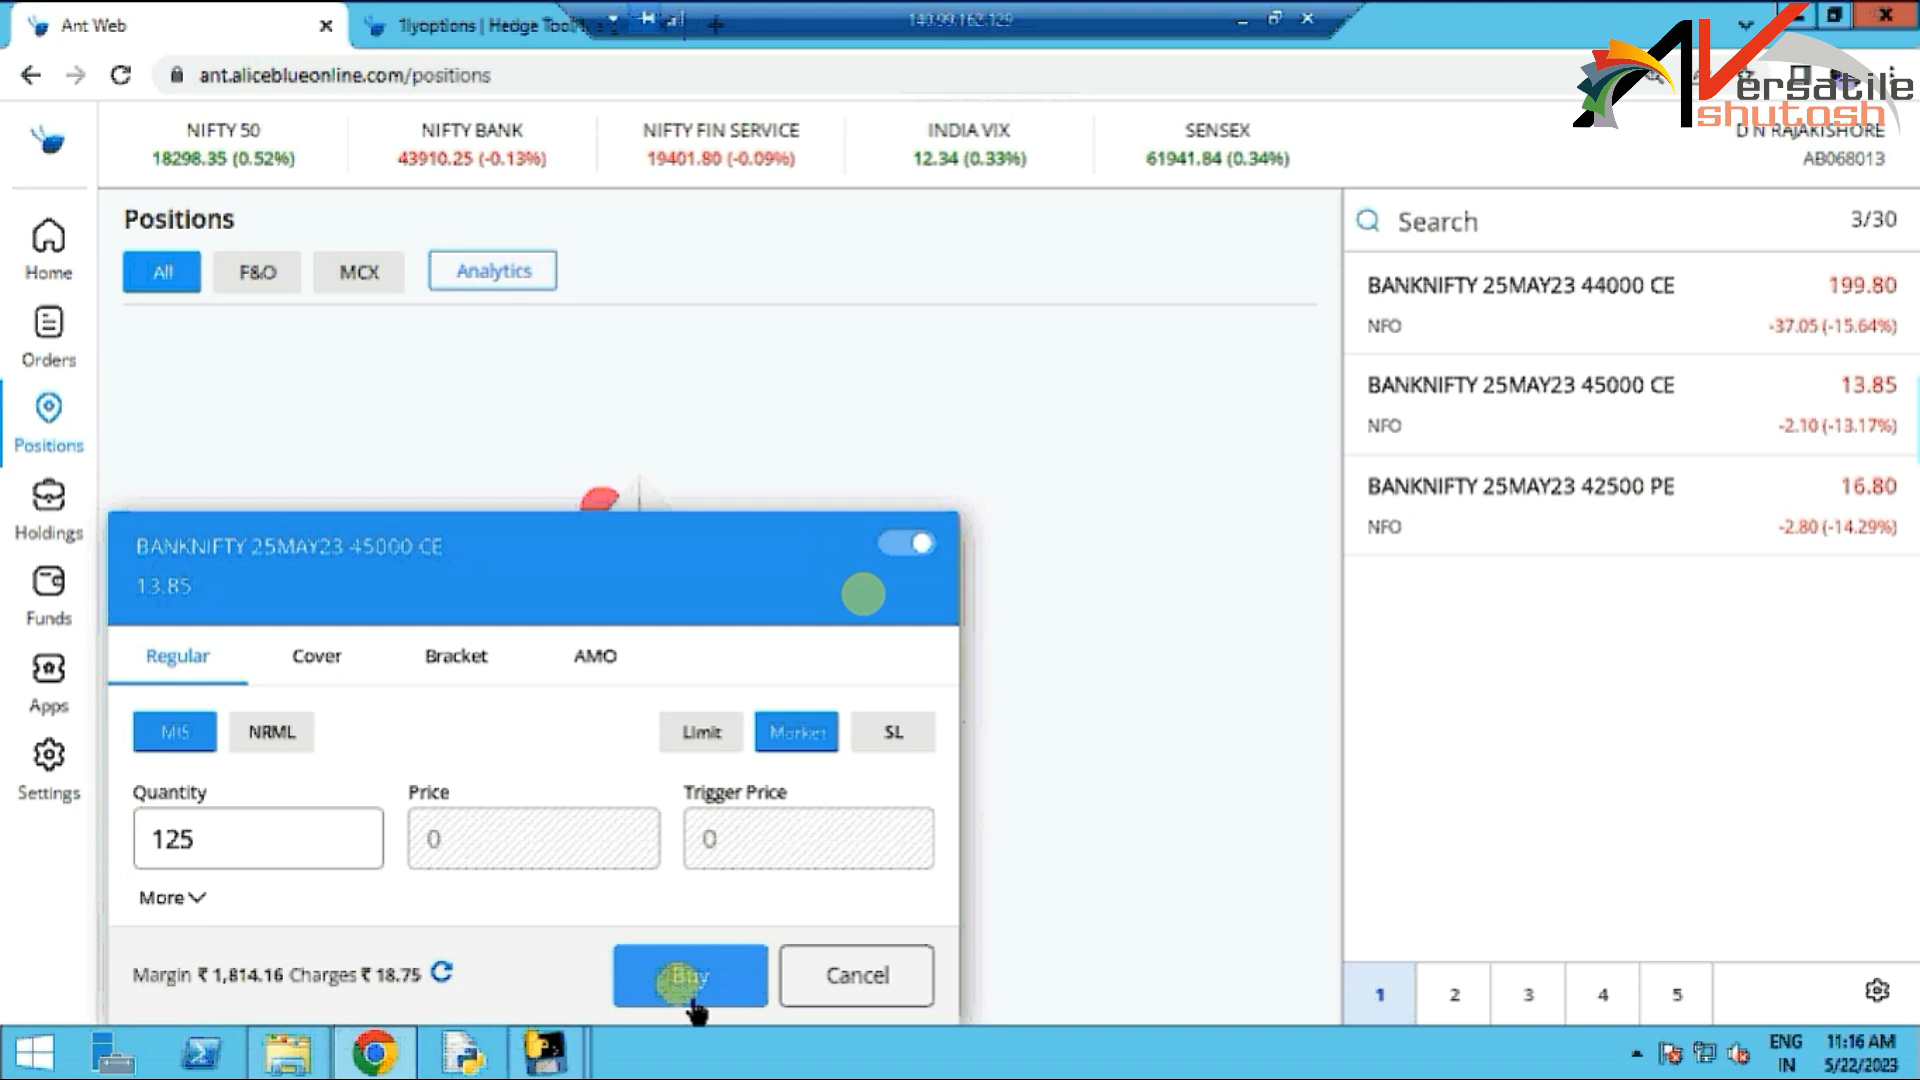 Ant Web
1lyoptions | Hedge Tool
140.99.162.129
ant.aliceblueonline.com/positions
Versatile
Ashutosh
NIFTY 50
18298.35 (0.52%)
NIFTY BANK
43910.25 (-0.13%)
NIFTY FIN SERVICE
19401.80 (-0.09%)
INDIA VIX
12.34 (0.33%)
SENSEX
61941.84 (0.34%)
D N RAJAKISHORE
AB068013
Home
Orders
Positions
Holdings
Funds
Apps
Settings
Positions
All
F&O
MCX
Analytics
Search
3/30
BANKNIFTY 25MAY23 44000 CE
199.80
NFO
-37.05 (-15.64%)
BANKNIFTY 25MAY23 45000 CE
13.85
NFO
-2.10 (-13.17%)
BANKNIFTY 25MAY23 42500 PE
16.80
NFO
-2.80 (-14.29%)
BANKNIFTY 25MAY23 45000 CE
13.85
Regular
Cover
Bracket
AMO
MIS
NRML
Limit
Market
SL
Quantity
Price
Trigger Price
125
0
0
More
Margin ₹ 1,814.16 Charges ₹ 18.75
Buy
Cancel
1
2
3
4
5
ENG
IN
11:16 AM
5/22/2023